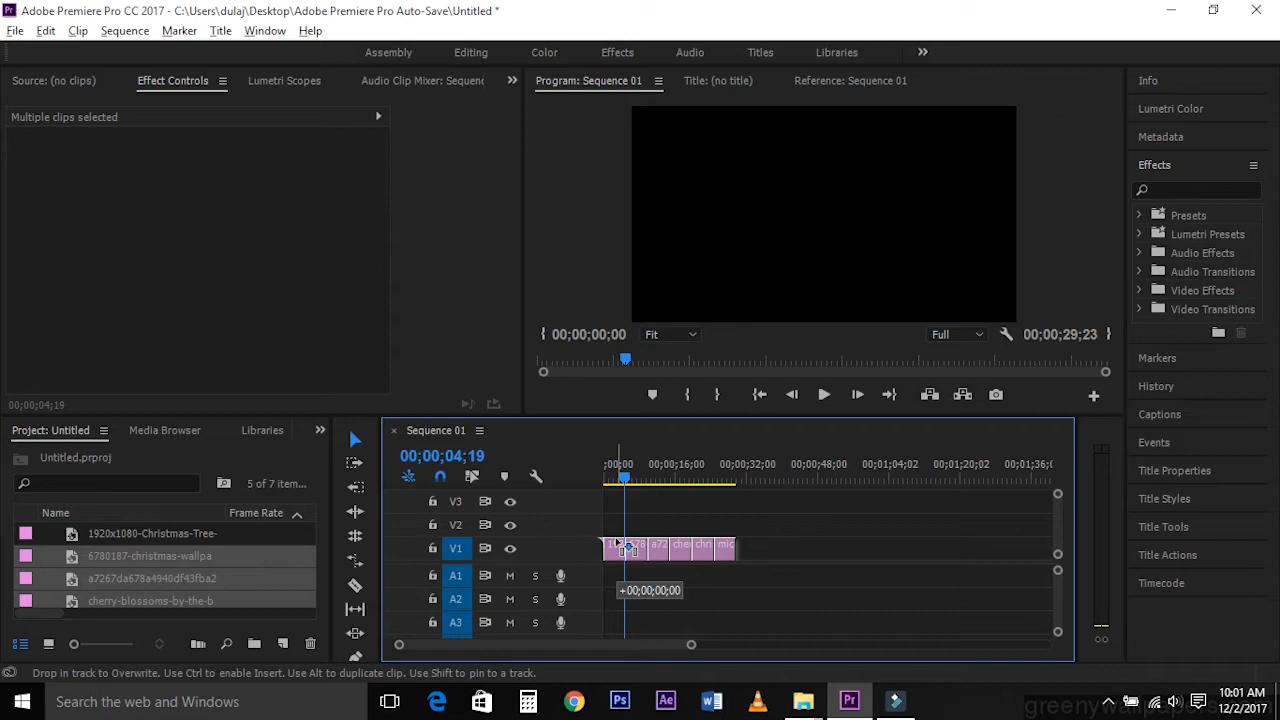 Adobe Premiere Pro CC 2017 - C:\Users\dulaj\Desktop\Adobe Premiere Pro Auto-Save\Untitled *
File Edit Clip Sequence Marker Title Window Help
Assembly Editing Color Effects Audio Titles Libraries
Source: (no clips) Effect Controls Lumetri Scopes Audio Clip Mixer: Sequenc
Program: Sequence 01 Title: (no title) Reference: Sequence 01
Multiple clips selected
00;00;04;19
00;00;00;00 Fit Full 00;00;29;23
Info
Lumetri Color
Metadata
Effects
Presets
Lumetri Presets
Audio Effects
Audio Transitions
Video Effects
Video Transitions
Markers
History
Captions
Events
Title Properties
Title Styles
Title Tools
Title Actions
Timecode
Project: Untitled Media Browser Libraries
Untitled.prproj
5 of 7 item...
Name Frame Rate
1920x1080-Christmas-Tree-
6780187-christmas-wallpa
a7267da678a4940df43fba2
cherry-blossoms-by-the-b
Sequence 01
00;00;04;19
;00;00 00;00;16;00 00;00;32;00 00;00;48;00 00;01;04;02 00;01;20;02 00;01;36;0
V3
V2
V1 a72 che chri mic
A1 M S
+00;00;00;00
A2 M S
A3 M S
Drop in track to Overwrite. Use Ctrl to enable Insert. Use Alt to duplicate clip. Use Shift to pin to track.
Search the web and Windows
10:01 AM
12/2/2017